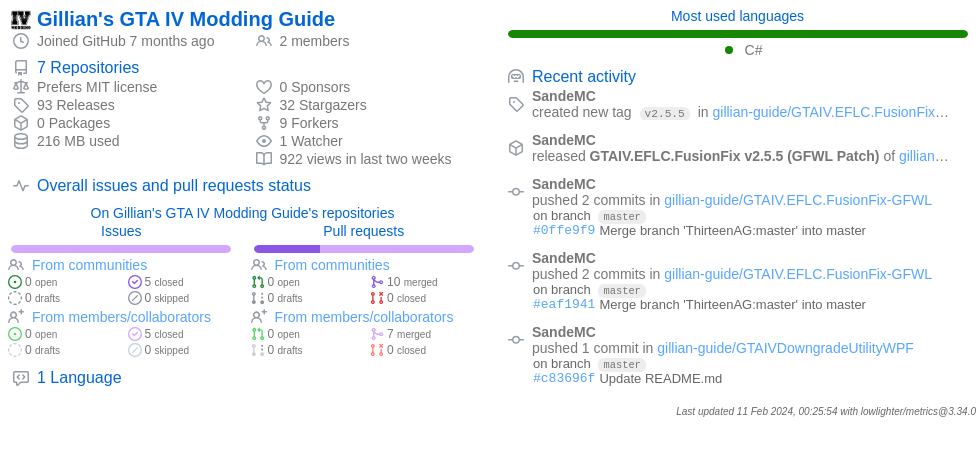 Gillian's GTA IV Modding Guide
Joined GitHub 7 months ago
2 members
7 Repositories
Prefers MIT license
93 Releases
0 Packages
216 MB used
0 Sponsors
32 Stargazers
9 Forkers
1 Watcher
922 views in last two weeks
Overall issues and pull requests status
On Gillian's GTA IV Modding Guide's repositories
Issues
From communities
0 open
5 closed
0 drafts
0 skipped
From members/collaborators
0 open
5 closed
0 drafts
0 skipped
Pull requests
From communities
0 open
10 merged
0 drafts
0 closed
From members/collaborators
0 open
7 merged
0 drafts
0 closed
1 Language
Most used languages
C#
Recent activity
SandeMC
created new tag v2.5.5 in gillian-guide/GTAIV.EFLC.FusionFix…
SandeMC
released GTAIV.EFLC.FusionFix v2.5.5 (GFWL Patch) of gillian…
SandeMC
pushed 2 commits in gillian-guide/GTAIV.EFLC.FusionFix-GFWL
on branch master
#0ffe9f9 Merge branch 'ThirteenAG:master' into master
SandeMC
pushed 2 commits in gillian-guide/GTAIV.EFLC.FusionFix-GFWL
on branch master
#eaf1941 Merge branch 'ThirteenAG:master' into master
SandeMC
pushed 1 commit in gillian-guide/GTAIVDowngradeUtilityWPF
on branch master
#c83696f Update README.md
Last updated 11 Feb 2024, 00:25:54 with lowlighter/metrics@3.34.0